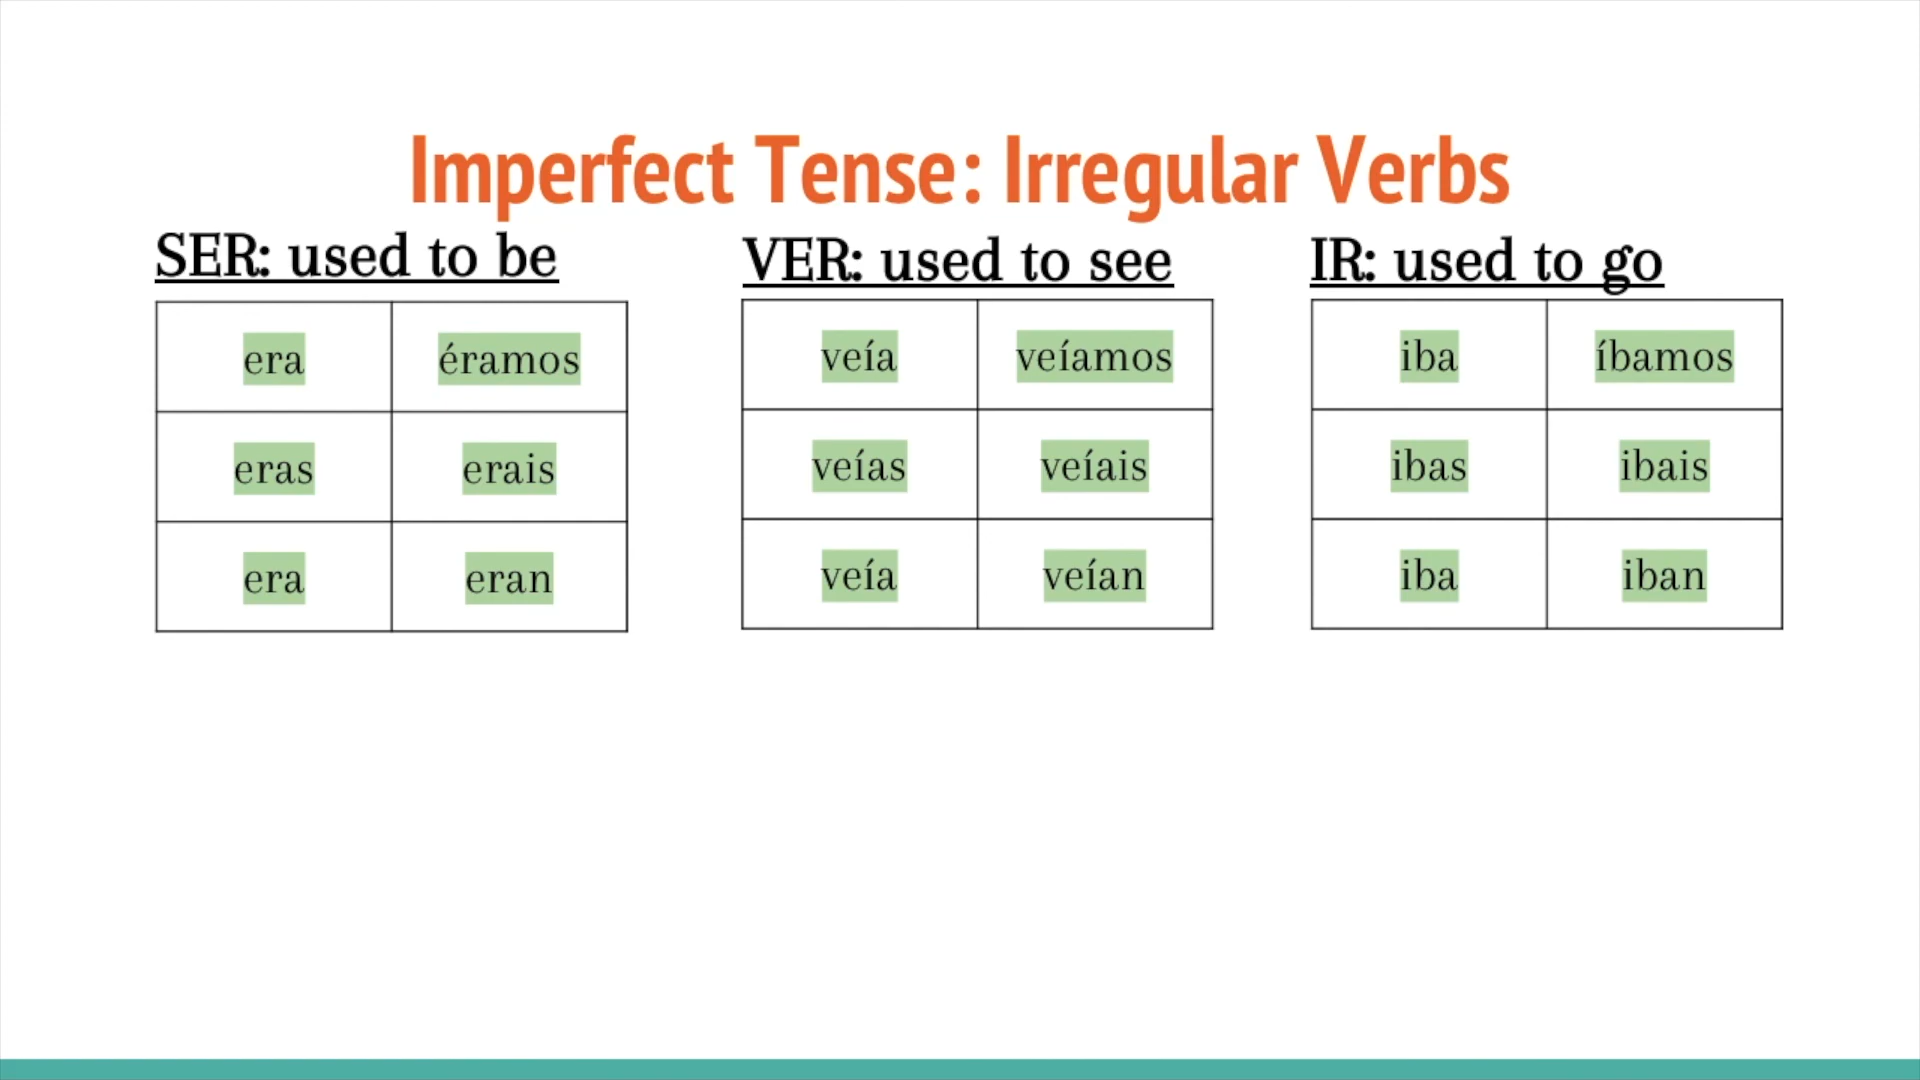 Imperfect Tense: Irregular Verbs
SER: used to be
era éramos
eras erais
era eran
VER: used to see
veía veíamos
veías veíais
veía veían
IR: used to go
iba íbamos
ibas ibais
iba iban